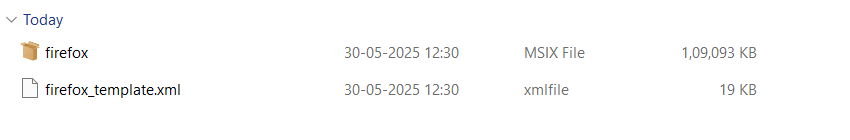 Today
firefox 30-05-2025 12:30 MSIX File 1,09,093 KB
firefox_template.xml 30-05-2025 12:30 xmlfile 19 KB